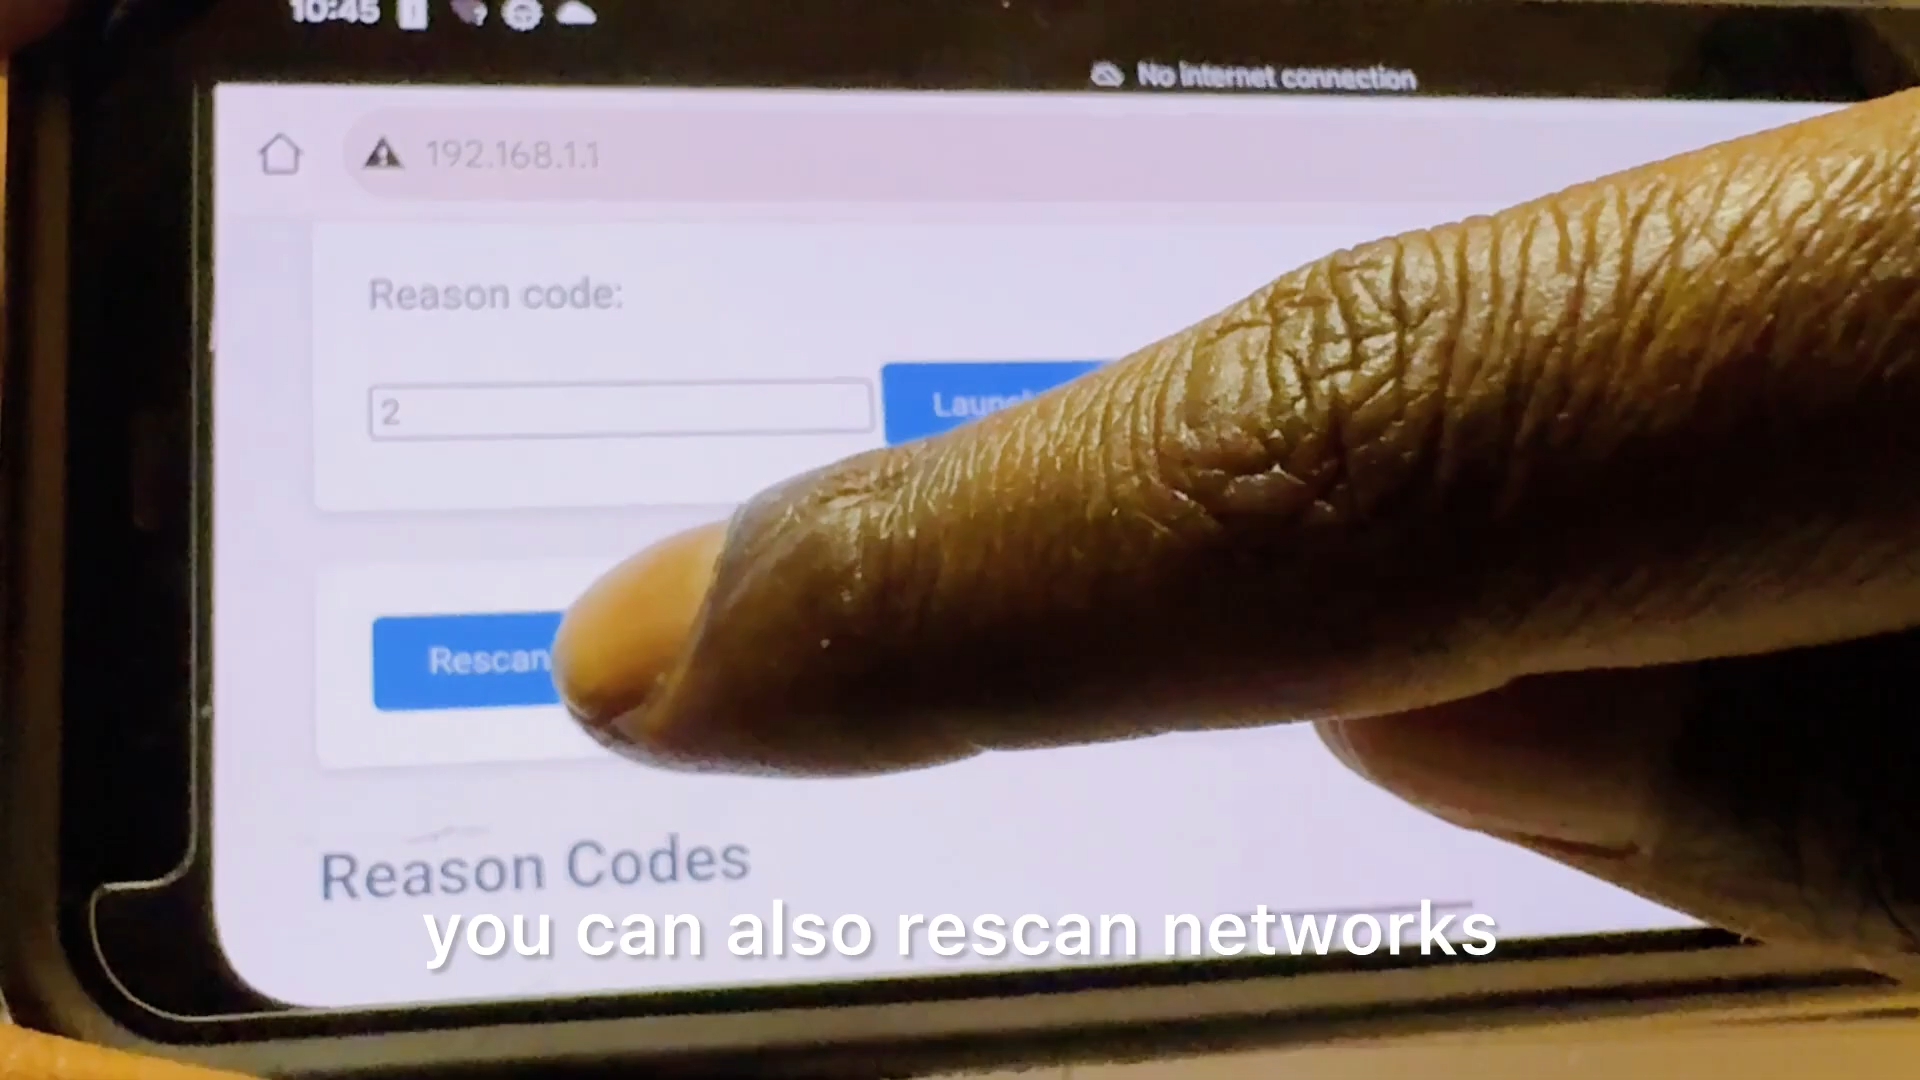 10:45
No internet connection
192.168.1.1
Reason code:
2
Rescan
Reason Codes
you can also rescan networks